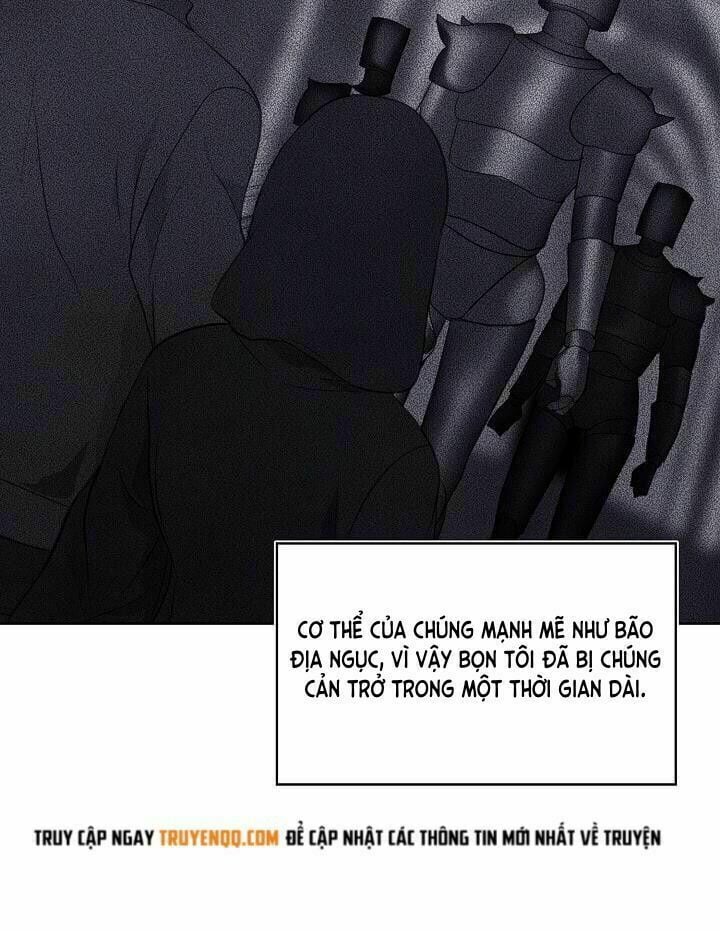 CƠ THỂ CỦA CHÚNG MẠNH MẼ NHƯ BÃO
ĐỊA NGỤC, VÌ VẬY BỌN TÔI ĐÃ BỊ CHÚNG
CẢN TRỞ TRONG MỘT THỜI GIAN DÀI.
TRUY CẬP NGAY TRUYENQQ.COM ĐỂ CẬP NHẬT CÁC THÔNG TIN MỚI NHẤT VỀ TRUYỆN